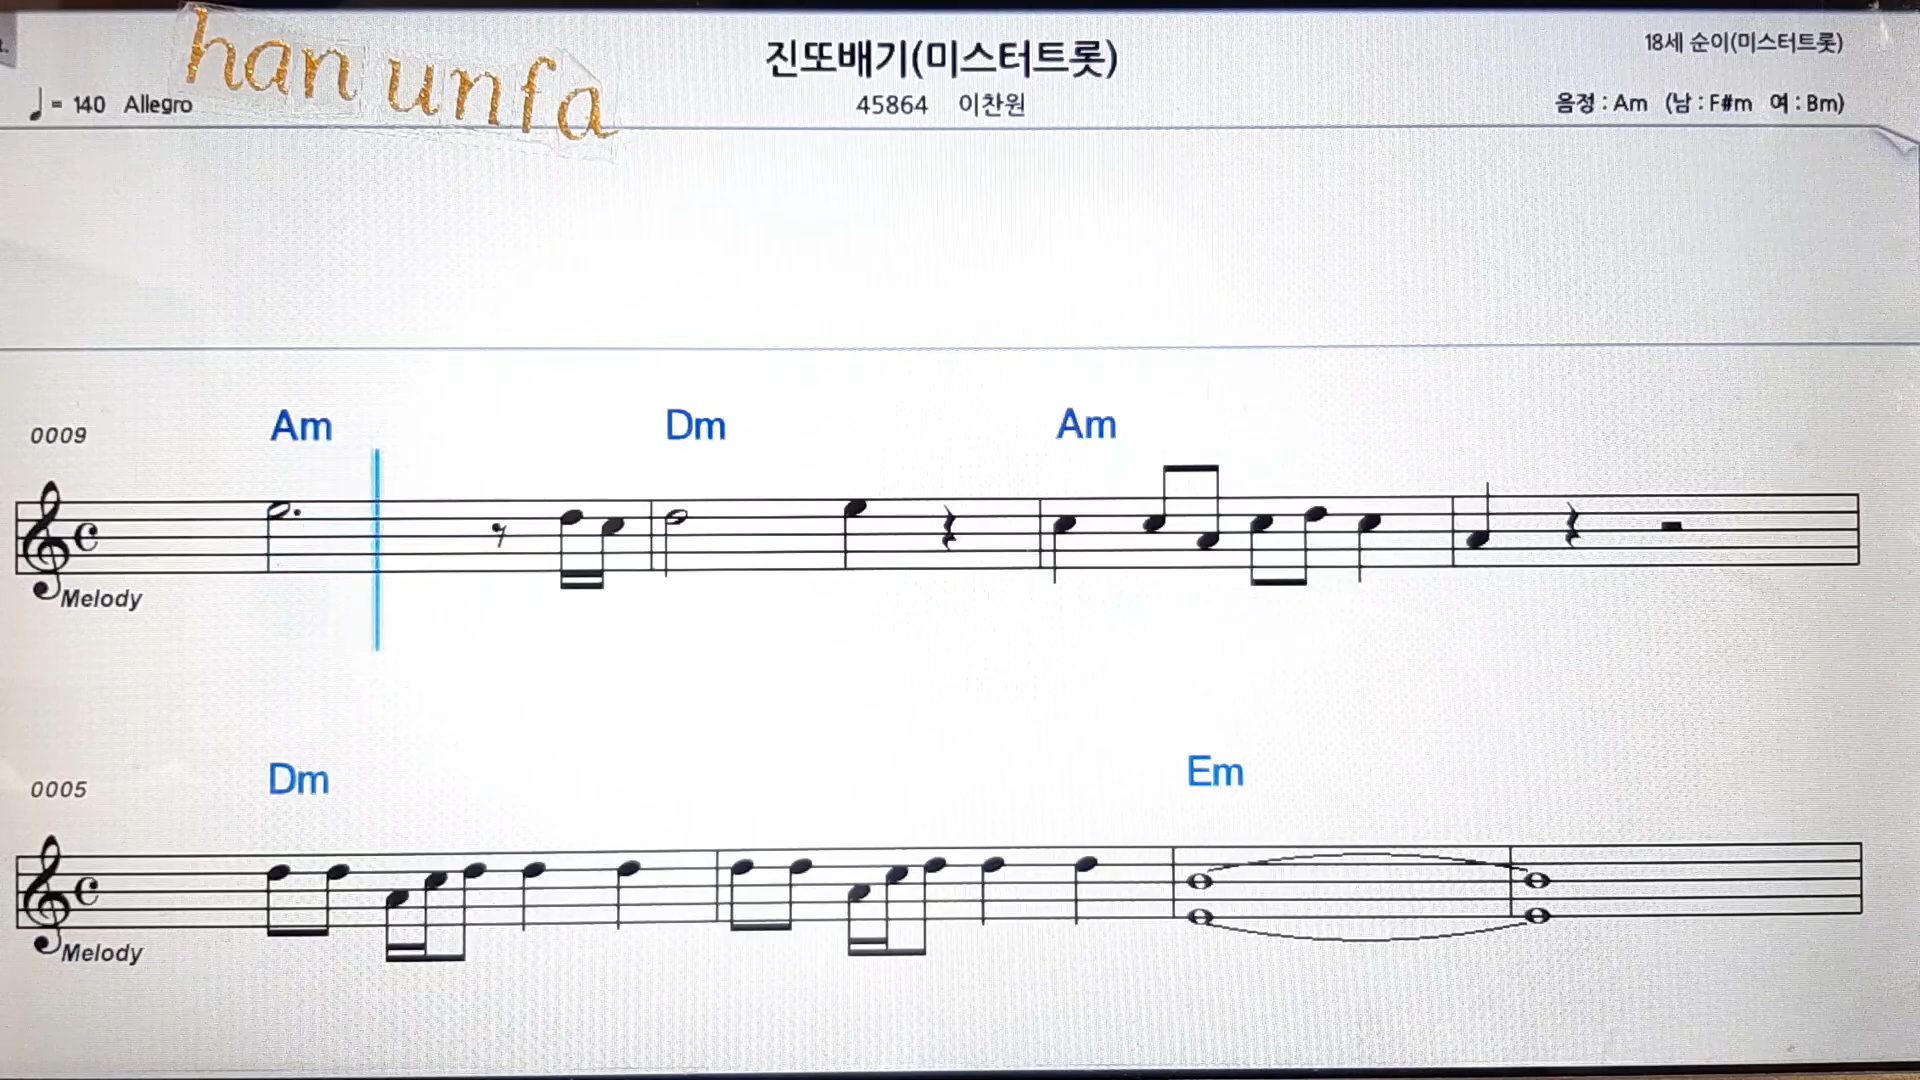 han unfa
진또배기(미스터트롯)
18세 순이(미스터트롯)
♩= 140 Allegro
45864 이찬원
음정 : Am (남 : F#m 여 : Bm)
0009
Am Dm Am
Melody
0005
Dm Em
Melody